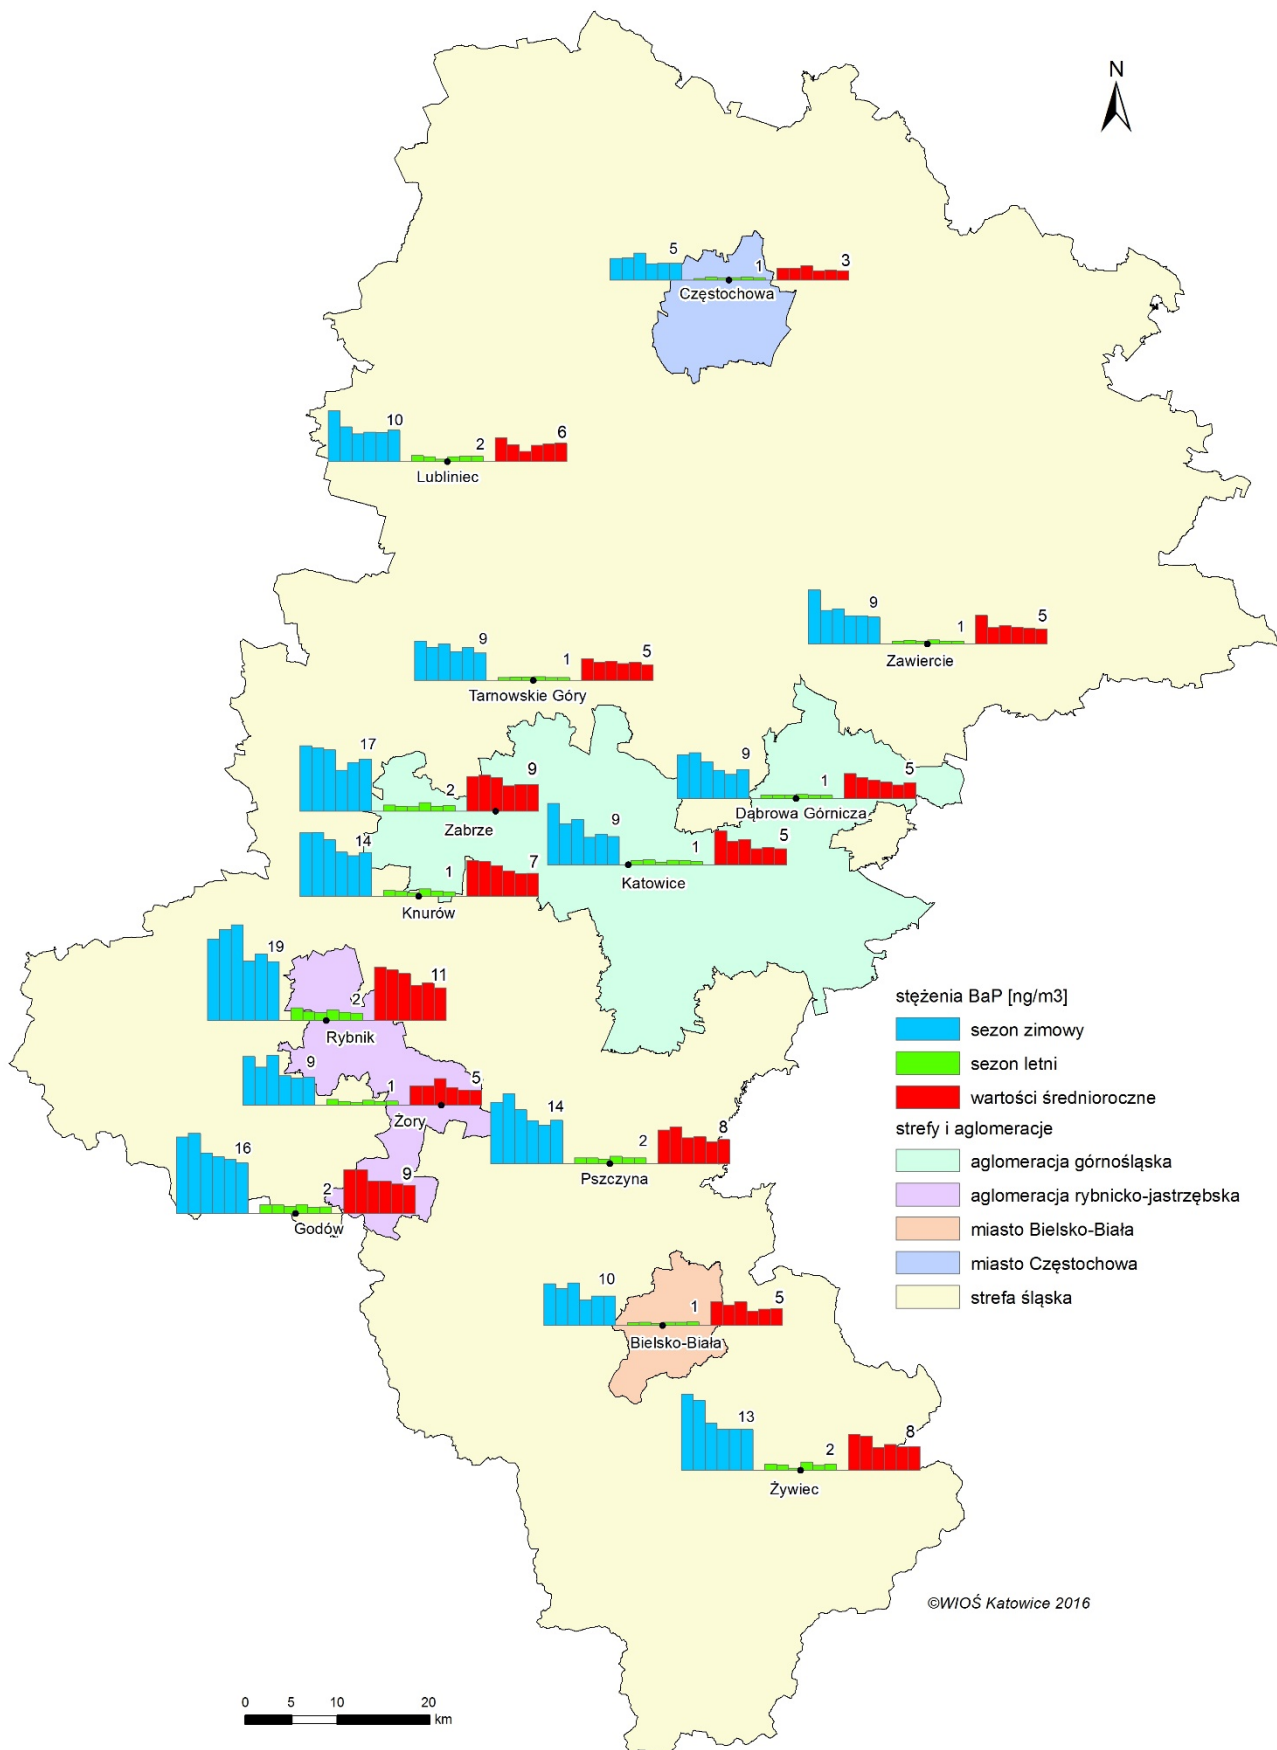 N
5
1
3
Częstochowa
10
2
6
Lubliniec
9
1
5
Zawiercie
9
1
5
Tarnowskie Góry
17
2
9
Zabrze
9
1
5
Dąbrowa Górnicza
9
1
5
Katowice
14
1
7
Knurów
19
2
11
Rybnik
9
1
5
Żory
14
2
8
Pszczyna
16
2
9
Godów
10
1
5
Bielsko-Biała
13
2
8
Żywiec
stężenia BaP [ng/m3]
sezon zimowy
sezon letni
wartości średnioroczne
strefy i aglomeracje
aglomeracja górnośląska
aglomeracja rybnicko-jastrzębska
miasto Bielsko-Biała
miasto Częstochowa
strefa śląska
©WIOŚ Katowice 2016
0 5 10 20
km